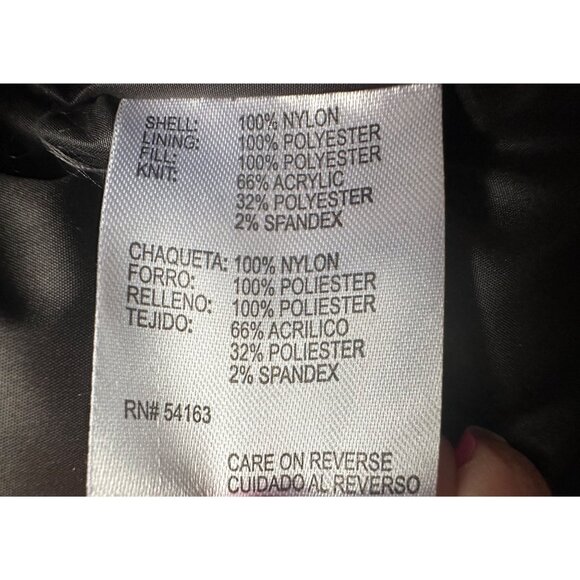 SHELL: 100% NYLON
LINING: 100% POLYESTER
FILL: 100% POLYESTER
KNIT: 66% ACRYLIC
32% POLYESTER
2% SPANDEX
CHAQUETA: 100% NYLON
FORRO: 100% POLIESTER
RELLENO: 100% POLIESTER
TEJIDO: 66% ACRILICO
32% POLIESTER
2% SPANDEX
RN# 54163
CARE ON REVERSE
CUIDADO AL REVERSO